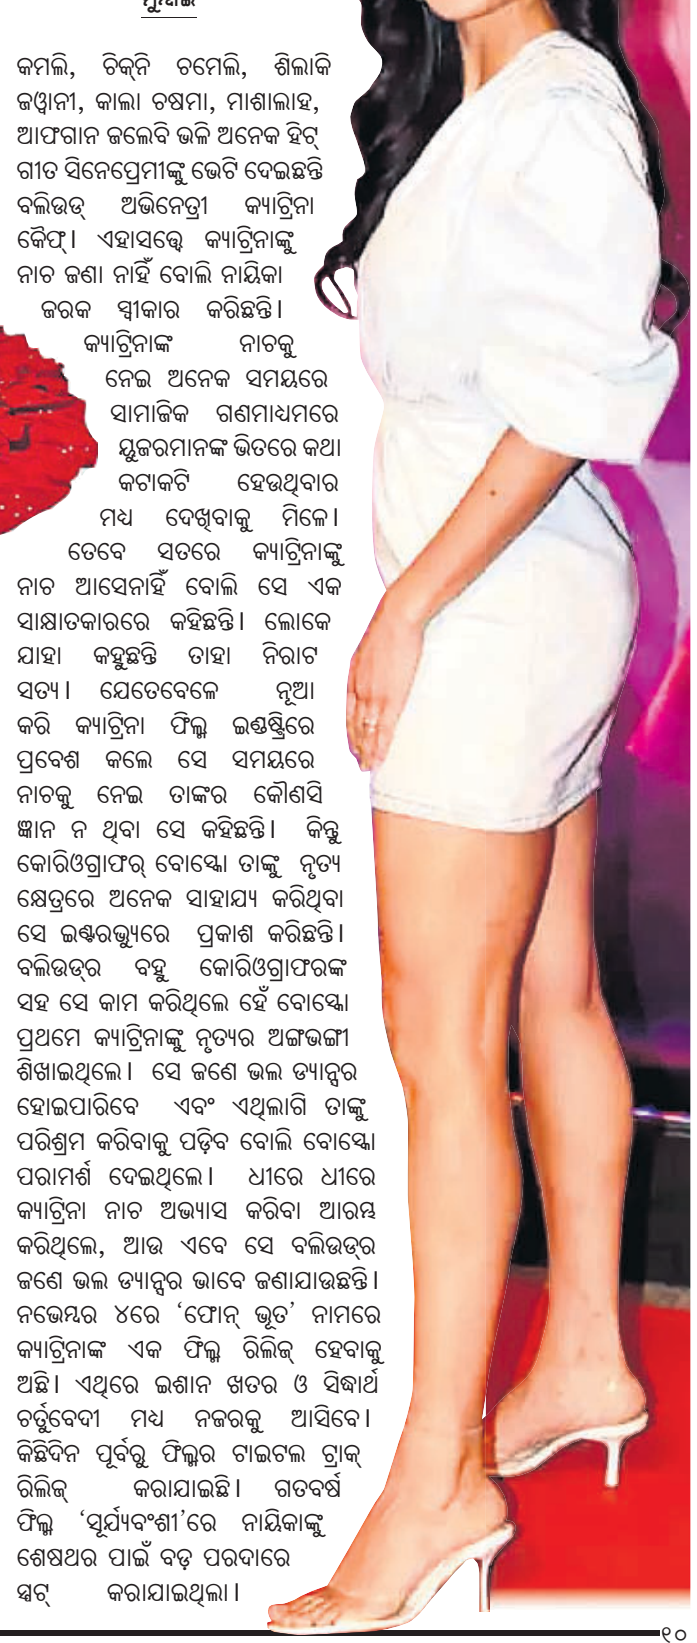 କମଲି, ଚିକ୍‌ନି ଚମେଲି, ଶିଲାକି
ଜୱାନୀ, କାଲା ଚଷମା, ମାଶାଲାହ,
ଆଫଗାନ ଜଲେବି ଭଳି ଅନେକ ହିଟ୍
ଗୀତ ସିନେପ୍ରେମୀଙ୍କୁ ଭେଟି ଦେଇଛନ୍ତି
ବଲିଉଡ୍ ଅଭିନେତ୍ରୀ କ୍ୟାଟ୍ରିନା
କୈଫ୍। ଏହାସତ୍ତ୍ୱେ କ୍ୟାଟ୍ରିନାଙ୍କୁ
ନାଚ ଜଣା ନାହିଁ ବୋଲି ନାୟିକା
ଜରକ ସ୍ୱୀକାର କରିଛନ୍ତି।
କ୍ୟାଟ୍ରିନାଙ୍କ ନାଚକୁ
ନେଇ ଅନେକ ସମୟରେ
ସାମାଜିକ ଗଣମାଧ୍ୟମରେ
ୟୁଜରମାନଙ୍କ ଭିତରେ କଥା
କଟାକଟି ହେଉଥିବାର
ମଧ୍ୟ ଦେଖିବାକୁ ମିଳେ।
ତେବେ ସତରେ କ୍ୟାଟ୍ରିନାଙ୍କୁ
ନାଚ ଆସେନାହିଁ ବୋଲି ସେ ଏକ
ସାକ୍ଷାତକାରରେ କହିଛନ୍ତି। ଲୋକେ
ଯାହା କହୁଛନ୍ତି ତାହା ନିରାଟ
ସତ୍ୟ। ଯେତେବେଳେ ନୂଆ
କରି କ୍ୟାଟ୍ରିନା ଫିଲ୍ମ ଇଣ୍ଡଷ୍ଟ୍ରିରେ
ପ୍ରବେଶ କଲେ ସେ ସମୟରେ
ନାଚକୁ ନେଇ ତାଙ୍କର କୌଣସି
ଜ୍ଞାନ ନ ଥିବା ସେ କହିଛନ୍ତି। କିନ୍ତୁ
କୋରିଓଗ୍ରାଫର୍ ବୋସ୍କୋ ତାଙ୍କୁ ନୃତ୍ୟ
କ୍ଷେତ୍ରରେ ଅନେକ ସାହାଯ୍ୟ କରିଥିବା
ସେ ଇଣ୍ଟରଭ୍ୟୁରେ ପ୍ରକାଶ କରିଛନ୍ତି।
ବଲିଉଡ୍‌ର ବହୁ କୋରିଓଗ୍ରାଫରଙ୍କ
ସହ ସେ କାମ କରିଥିଲେ ହେଁ ବୋସ୍କୋ
ପ୍ରଥମେ କ୍ୟାଟ୍ରିନାଙ୍କୁ ନୃତ୍ୟର ଅଙ୍ଗଭଙ୍ଗୀ
ଶିଖାଇଥିଲେ। ସେ ଜଣେ ଭଲ ଡ୍ୟାନ୍ସର
ହୋଇପାରିବେ ଏବଂ ଏଥିଲାଗି ତାଙ୍କୁ
ପରିଶ୍ରମ କରିବାକୁ ପଡ଼ିବ ବୋଲି ବୋସ୍କୋ
ପରାମର୍ଶ ଦେଇଥିଲେ। ଧୀରେ ଧୀରେ
କ୍ୟାଟ୍ରିନା ନାଚ ଅଭ୍ୟାସ କରିବା ଆରମ୍ଭ
କରିଥିଲେ, ଆଉ ଏବେ ସେ ବଲିଉଡ୍‌ର
ଜଣେ ଭଲ ଡ୍ୟାନ୍ସର ଭାବେ ଜଣାଯାଉଛନ୍ତି।
ନଭେମ୍ବର ୪ରେ ‘ଫୋନ୍ ଭୂତ’ ନାମରେ
କ୍ୟାଟ୍ରିନାଙ୍କ ଏକ ଫିଲ୍ମ ରିଲିଜ୍ ହେବାକୁ
ଅଛି। ଏଥିରେ ଇଶାନ ଖତର ଓ ସିଦ୍ଧାର୍ଥ
ଚର୍ତୁବେଦୀ ମଧ୍ୟ ନଜରକୁ ଆସିବେ।
କିଛିଦିନ ପୂର୍ବରୁ ଫିଲ୍ମର ଟାଇଟଲ ଟ୍ରାକ୍
ରିଲିଜ୍ କରାଯାଇଛି। ଗତବର୍ଷ
ଫିଲ୍ମ ‘ସୂର୍ଯ୍ୟବଂଶୀ’ରେ ନାୟିକାଙ୍କୁ
ଶେଷଥର ପାଇଁ ବଡ଼ ପରଦାରେ
ସ୍ପଟ୍ କରାଯାଇଥିଲା।
୧୦